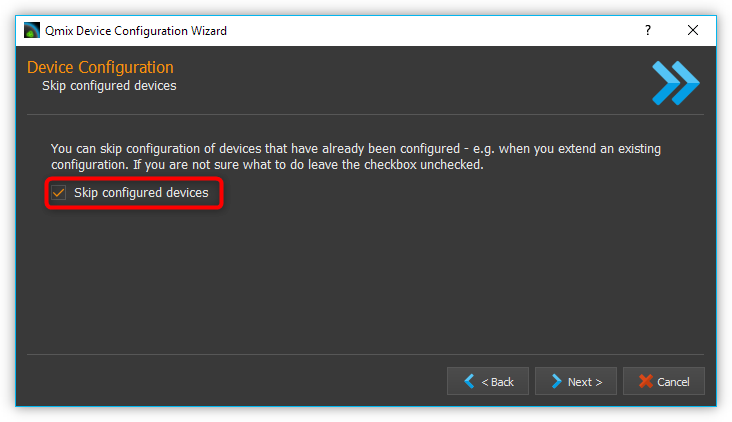 Qmix Device Configuration Wizard
?
Device Configuration
Skip configured devices
You can skip configuration of devices that have already been configured - e.g. when you extend an existing
configuration. If you are not sure what to do leave the checkbox unchecked.
Skip configured devices
< Back Next > Cancel